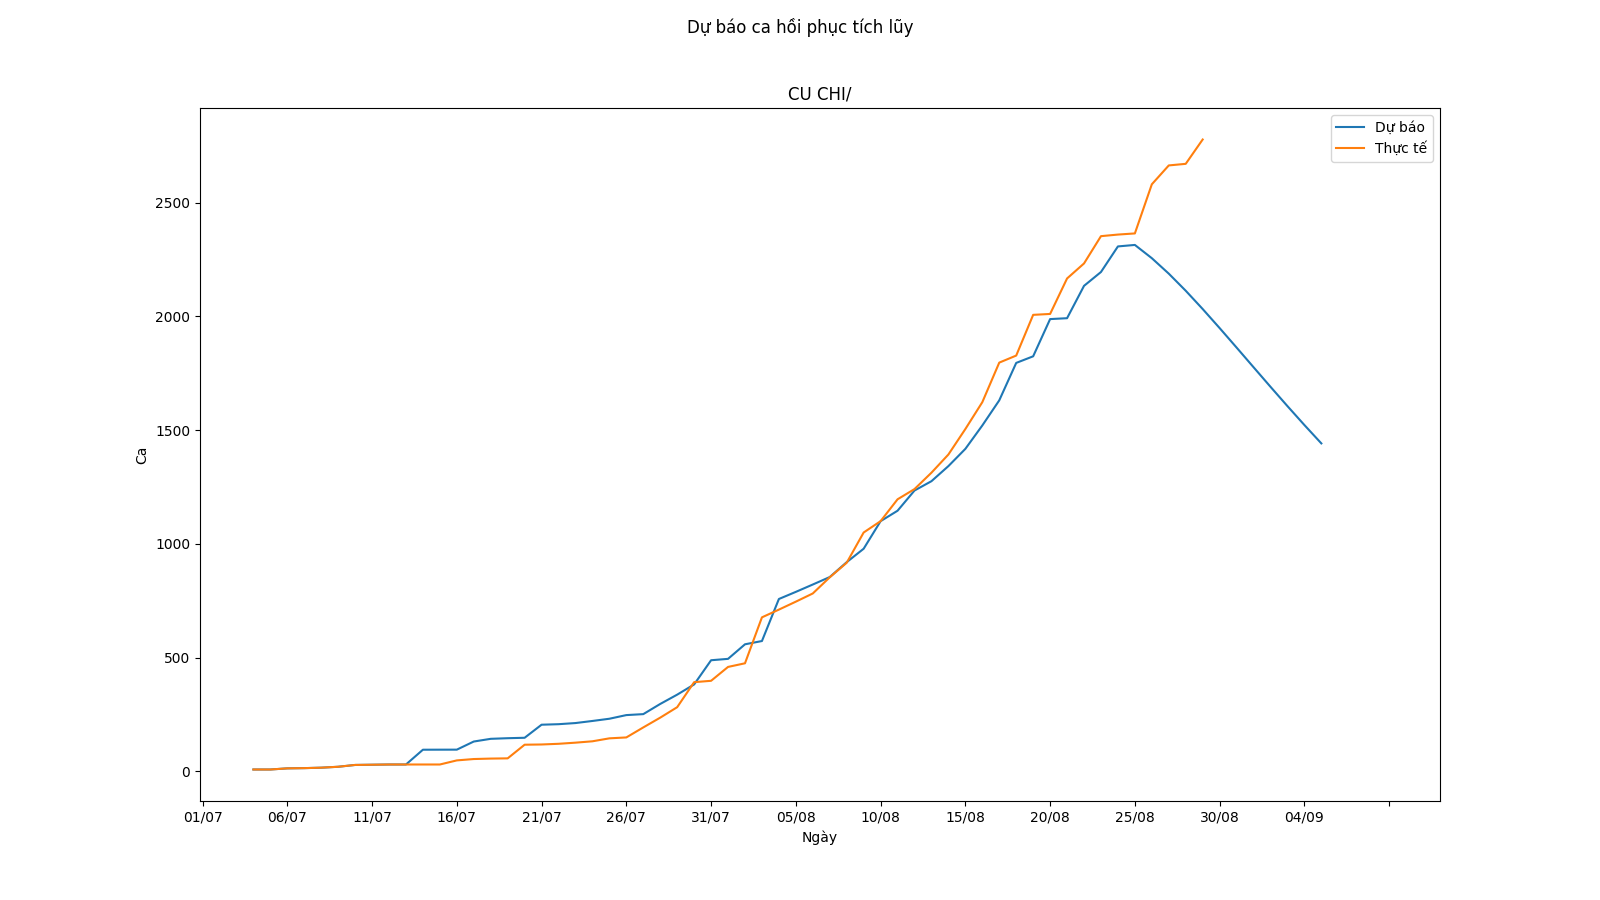 Dự báo ca hồi phục tích lũy
CU CHI/
Dự báo
Thực tế
2500
2000
1500
1000
500
0
Ca
01/07 06/07 11/07 16/07 21/07 26/07 31/07 05/08 10/08 15/08 20/08 25/08 30/08 04/09
Ngày